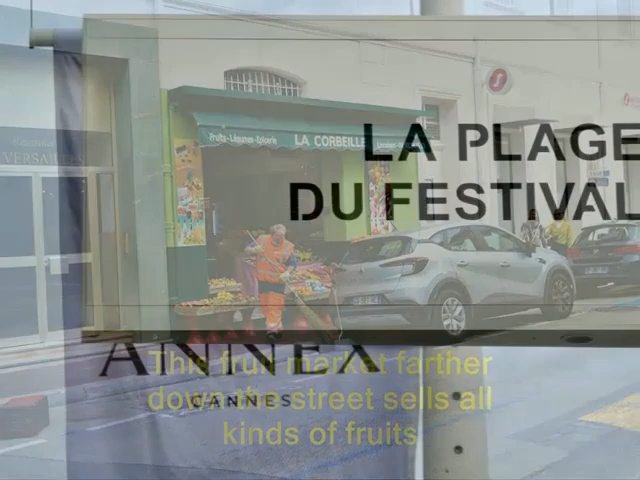 LA PLAGE
DU FESTIVAL
Fruits-Légumes-Epicerie LA CORBEILLE
VERSAILLES
ANNEX
CANNES
This fruit market farther
down the street sells all
kinds of fruits